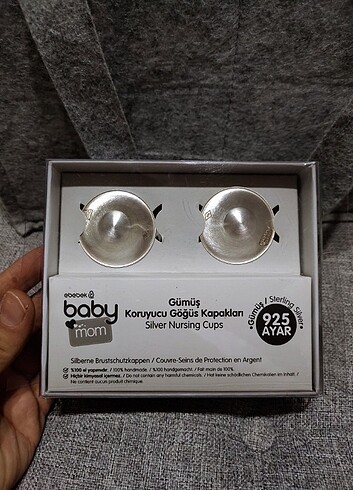 ebebek
baby
mom
Gümüş
Koruyucu Göğüs Kapakları
Silver Nursing Cups
Gümüş / Sterling Silver
925
AYAR
Silberne Brustschutzkappen / Couvre-Seins de Protection en Argent
%100 el yapımıdır. / 100% handmade. / %100 handgemacht. / Fait main de 100%.
Hiçbir kimyasal içermez. / Do not contain any harmful chemicals. / Hat keine schädlichen Chemikalien im Inhalt. /
Ne contient aucun produit chimique.